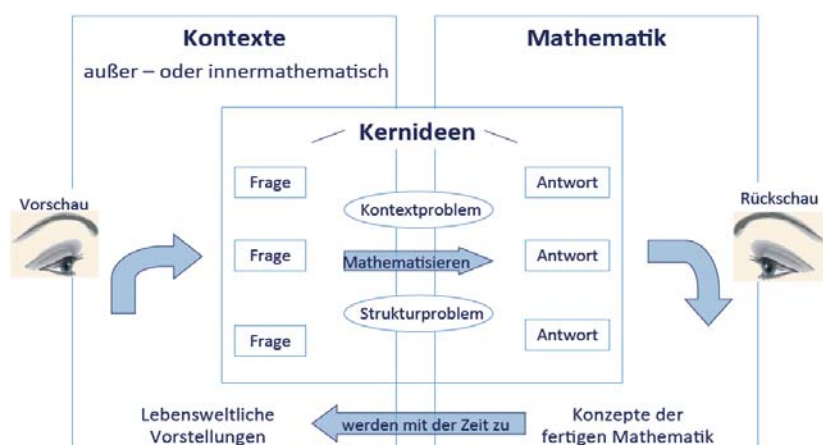 Kontexte
außer – oder innermathematisch
Mathematik
Kernideen
Frage
Antwort
Vorschau
Kontextproblem
Rückschau
Frage
Mathematisieren
Antwort
Strukturproblem
Frage
Antwort
Lebensweltliche
Vorstellungen
werden mit der Zeit zu
Konzepte der
fertigen Mathematik